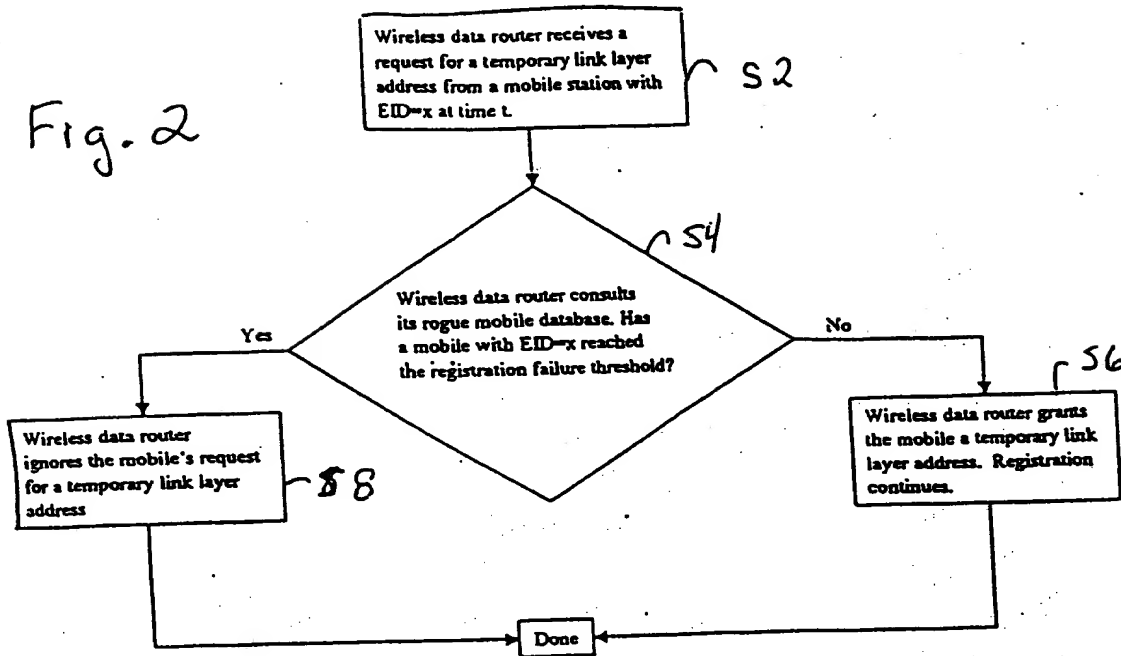 Fig. 2
Wireless data router receives a
request for a temporary link layer
address from a mobile station with
EID=x at time t.
S2
S4
Wireless data router consults
its rogue mobile database. Has
a mobile with EID=x reached
the registration failure threshold?
Yes
No
S6
Wireless data router
ignores the mobile's request
for a temporary link layer
address
S8
Wireless data router grants
the mobile a temporary link
layer address. Registration
continues.
Done